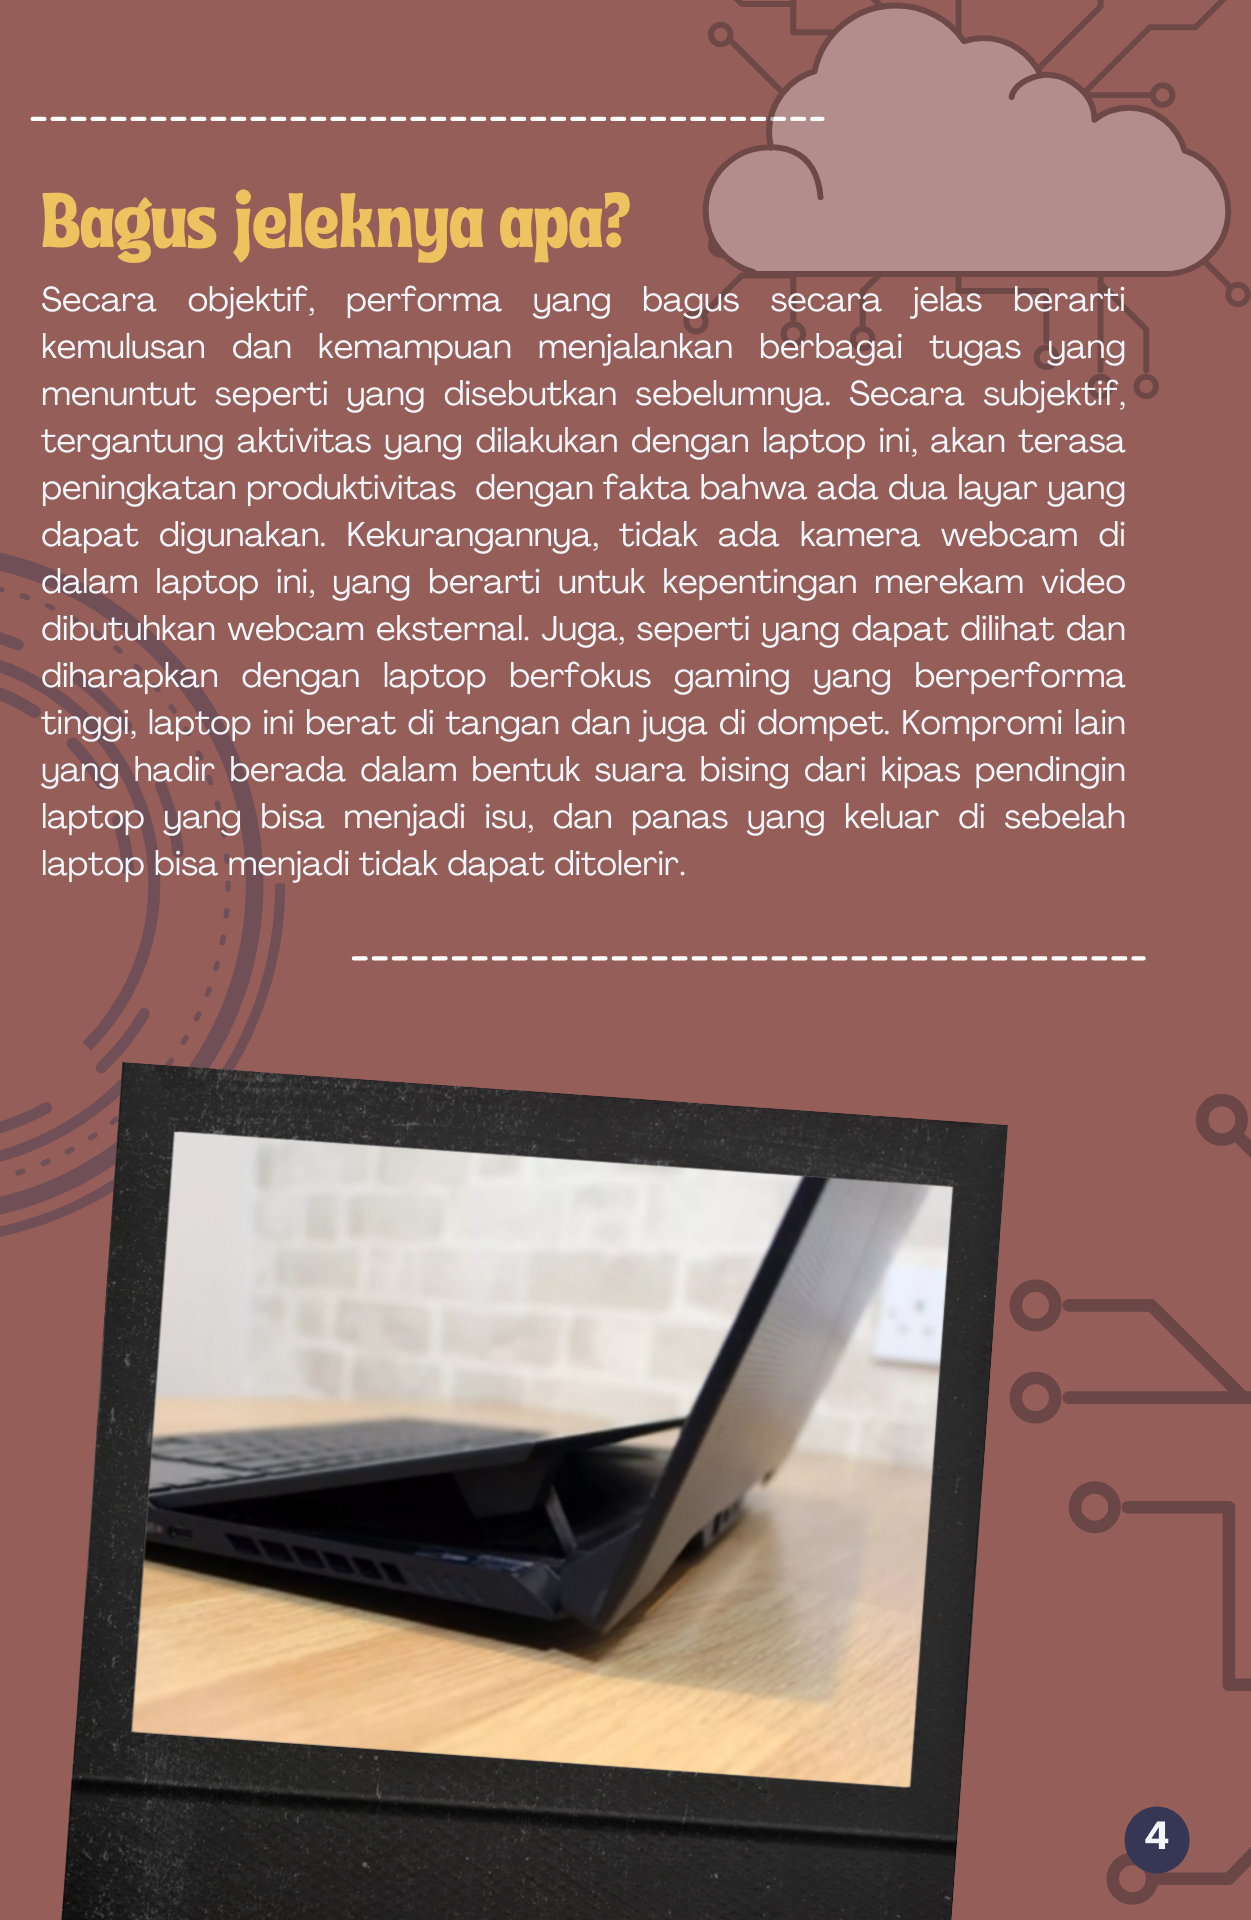 Bagus jeleknya apa?
Secara objektif, performa yang bagus secara jelas berarti
kemulusan dan kemampuan menjalankan berbagai tugas yang
menuntut seperti yang disebutkan sebelumnya. Secara subjektif,
tergantung aktivitas yang dilakukan dengan laptop ini, akan terasa
peningkatan produktivitas dengan fakta bahwa ada dua layar yang
dapat digunakan. Kekurangannya, tidak ada kamera webcam di
dalam laptop ini, yang berarti untuk kepentingan merekam video
dibutuhkan webcam eksternal. Juga, seperti yang dapat dilihat dan
diharapkan dengan laptop berfokus gaming yang berperforma
tinggi, laptop ini berat di tangan dan juga di dompet. Kompromi lain
yang hadir berada dalam bentuk suara bising dari kipas pendingin
laptop yang bisa menjadi isu, dan panas yang keluar di sebelah
laptop bisa menjadi tidak dapat ditolerir.
4